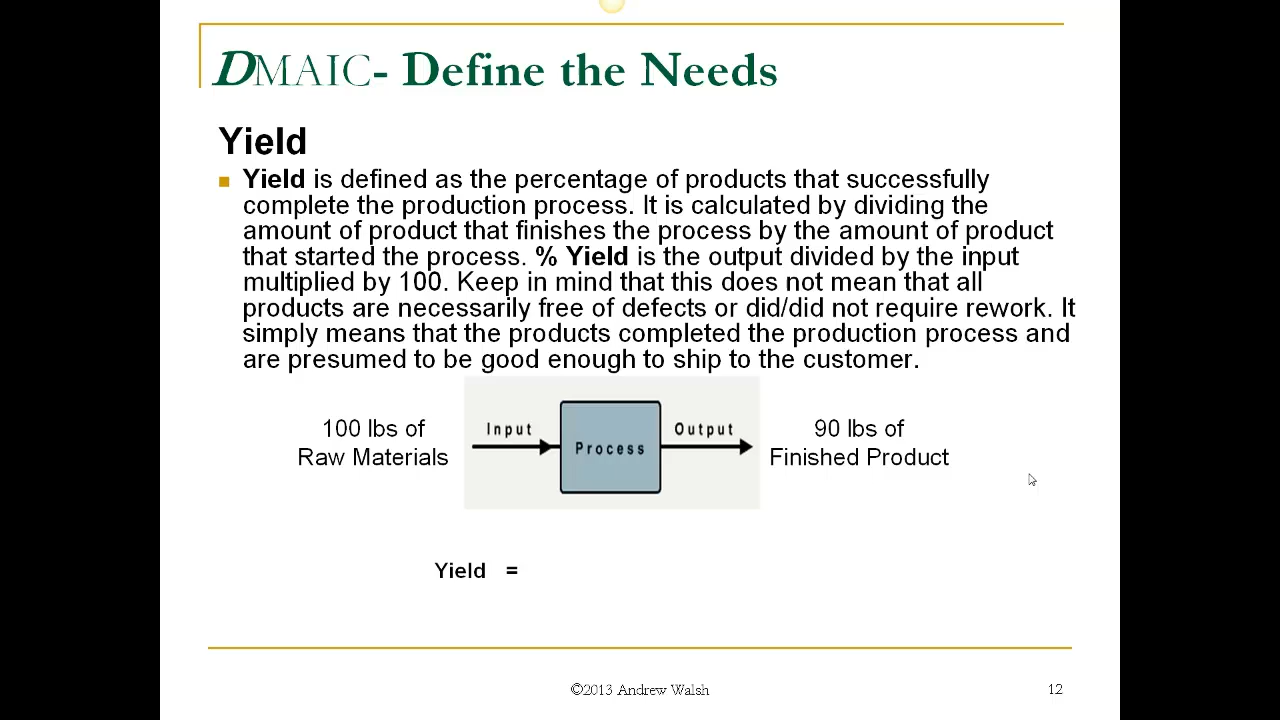 DMAIC- Define the Needs
Yield
Yield is defined as the percentage of products that successfully
complete the production process. It is calculated by dividing the
amount of product that finishes the process by the amount of product
that started the process. % Yield is the output divided by the input
multiplied by 100. Keep in mind that this does not mean that all
products are necessarily free of defects or did/did not require rework. It
simply means that the products completed the production process and
are presumed to be good enough to ship to the customer.
100 lbs of
Raw Materials
Input
Process
Output
90 lbs of
Finished Product
Yield =
©2013 Andrew Walsh
12